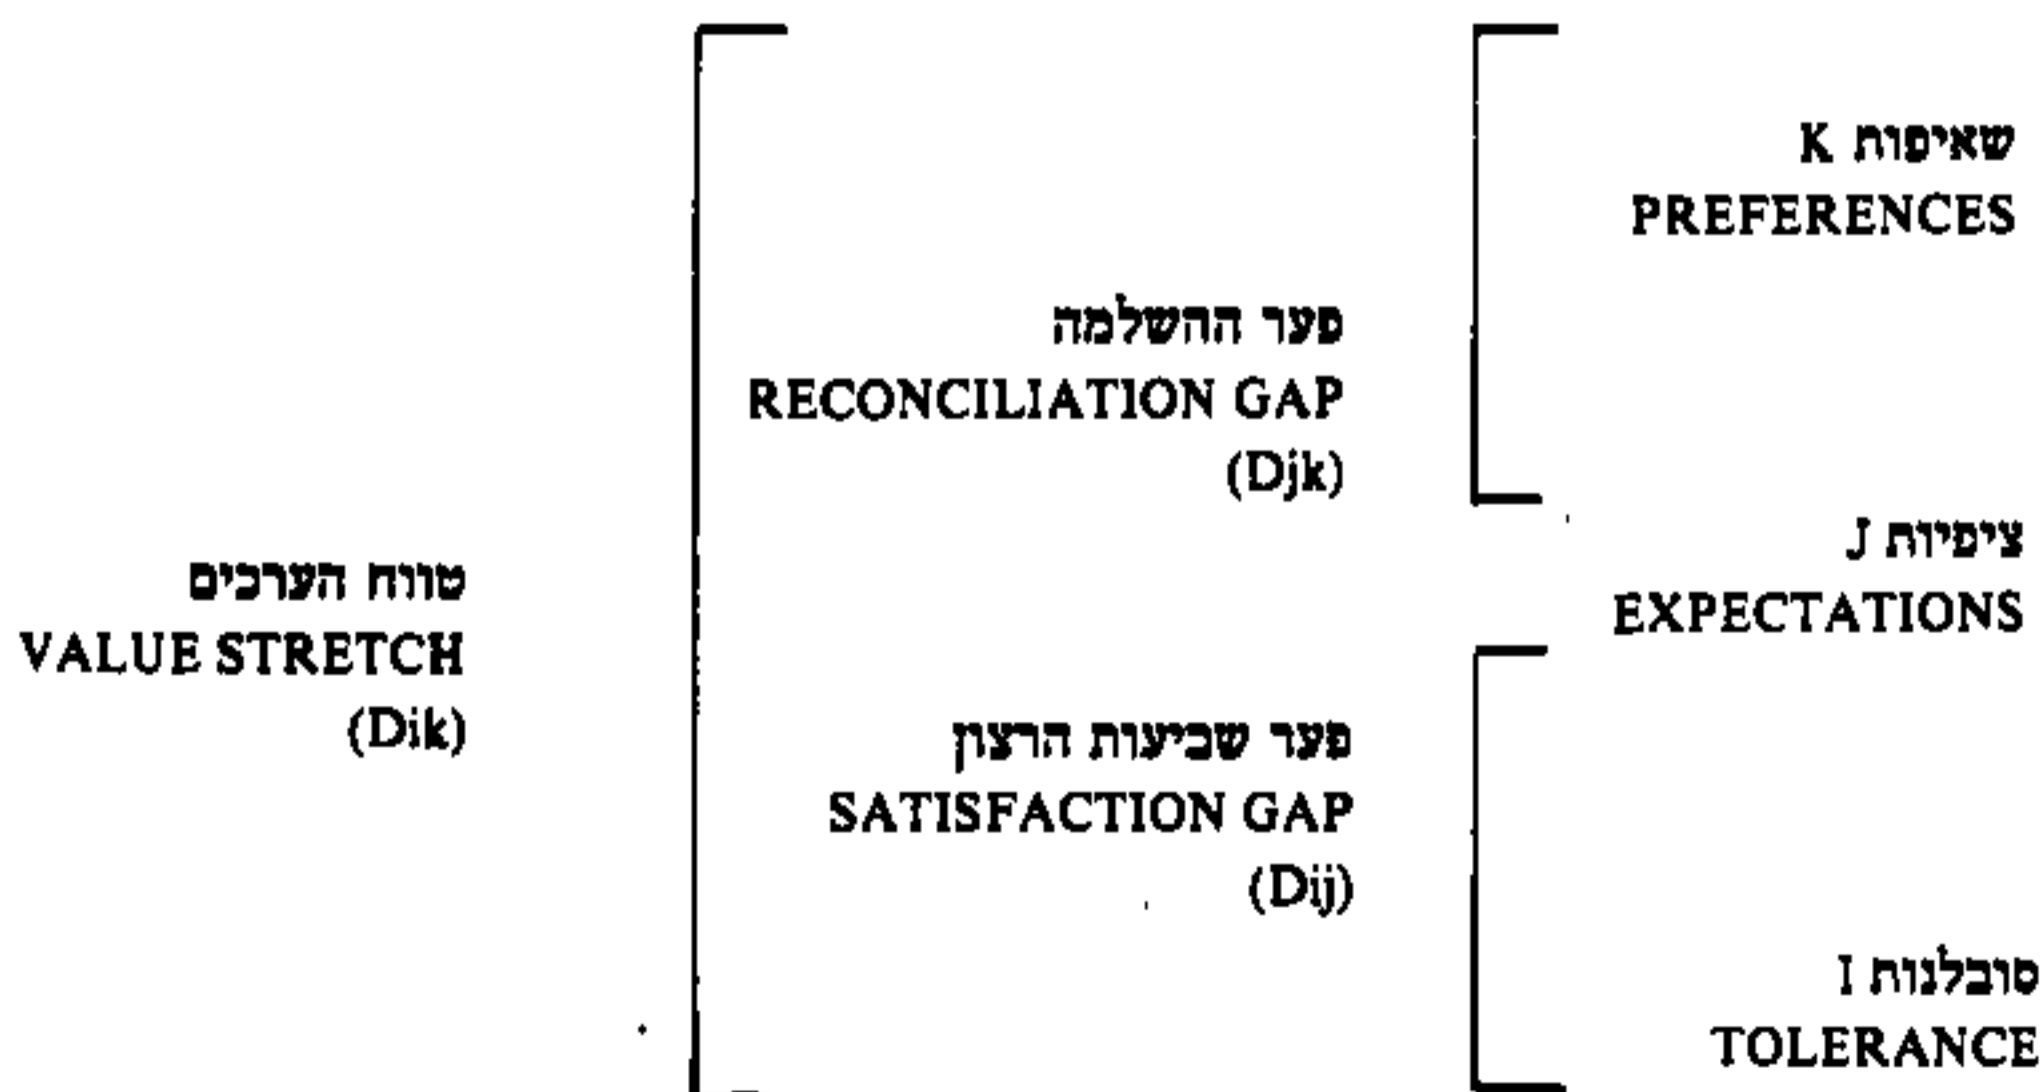 שאיפות K
PREFERENCES
פער ההשלמה
RECONCILIATION GAP
(Djk)
ציפיות J
EXPECTATIONS
טווח הערכים
VALUE STRETCH
(Dik)
פער שביעות הרצון
SATISFACTION GAP
(Dij)
סובלנות I
TOLERANCE